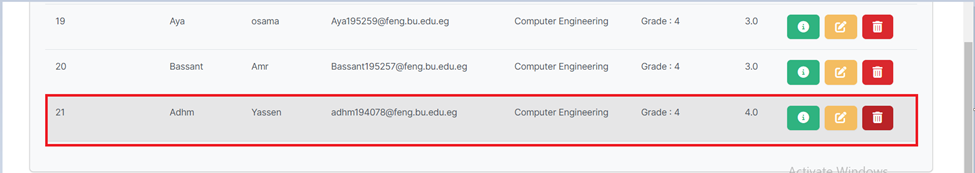 19 Aya osama Aya195259@feng.bu.edu.eg Computer Engineering Grade : 4 3.0
20 Bassant Amr Bassant195257@feng.bu.edu.eg Computer Engineering Grade : 4 3.0
21 Adhm Yassen adhm194078@feng.bu.edu.eg Computer Engineering Grade : 4 4.0
Activate Windows